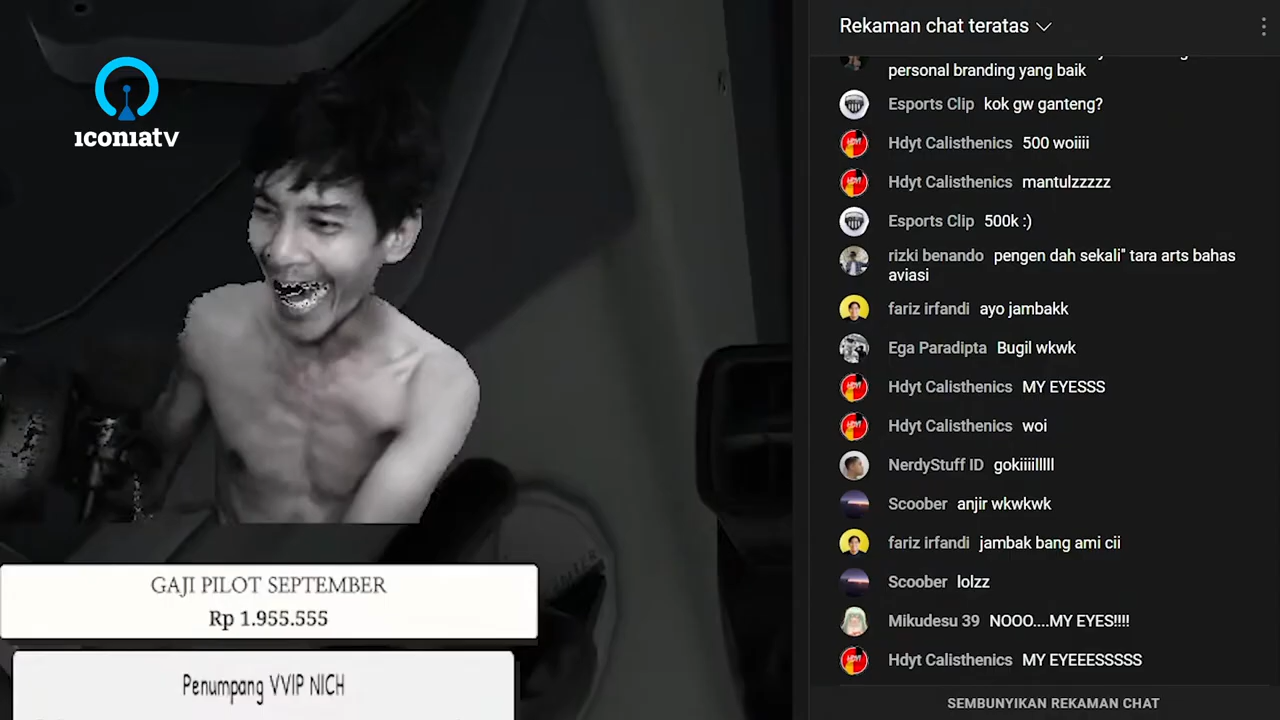 ıconıaтv
GAJI PILOT SEPTEMBER
Rp 1.955.555
Penumpang VVIP NICH
Rekaman chat teratas
personal branding yang baik
Esports Clip kok gw ganteng?
Hdyt Calisthenics 500 woiiii
Hdyt Calisthenics mantulzzzzz
Esports Clip 500k :)
rizki benando pengen dah sekali" tara arts bahas
aviasi
fariz irfandi ayo jambakk
Ega Paradipta Bugil wkwk
Hdyt Calisthenics MY EYESSS
Hdyt Calisthenics woi
NerdyStuff ID gokiiiillllll
Scoober anjir wkwkwk
fariz irfandi jambak bang ami cii
Scoober lolzz
Mikudesu 39 NOOO....MY EYES!!!!
Hdyt Calisthenics MY EYEEESSSSS
SEMBUNYIKAN REKAMAN CHAT